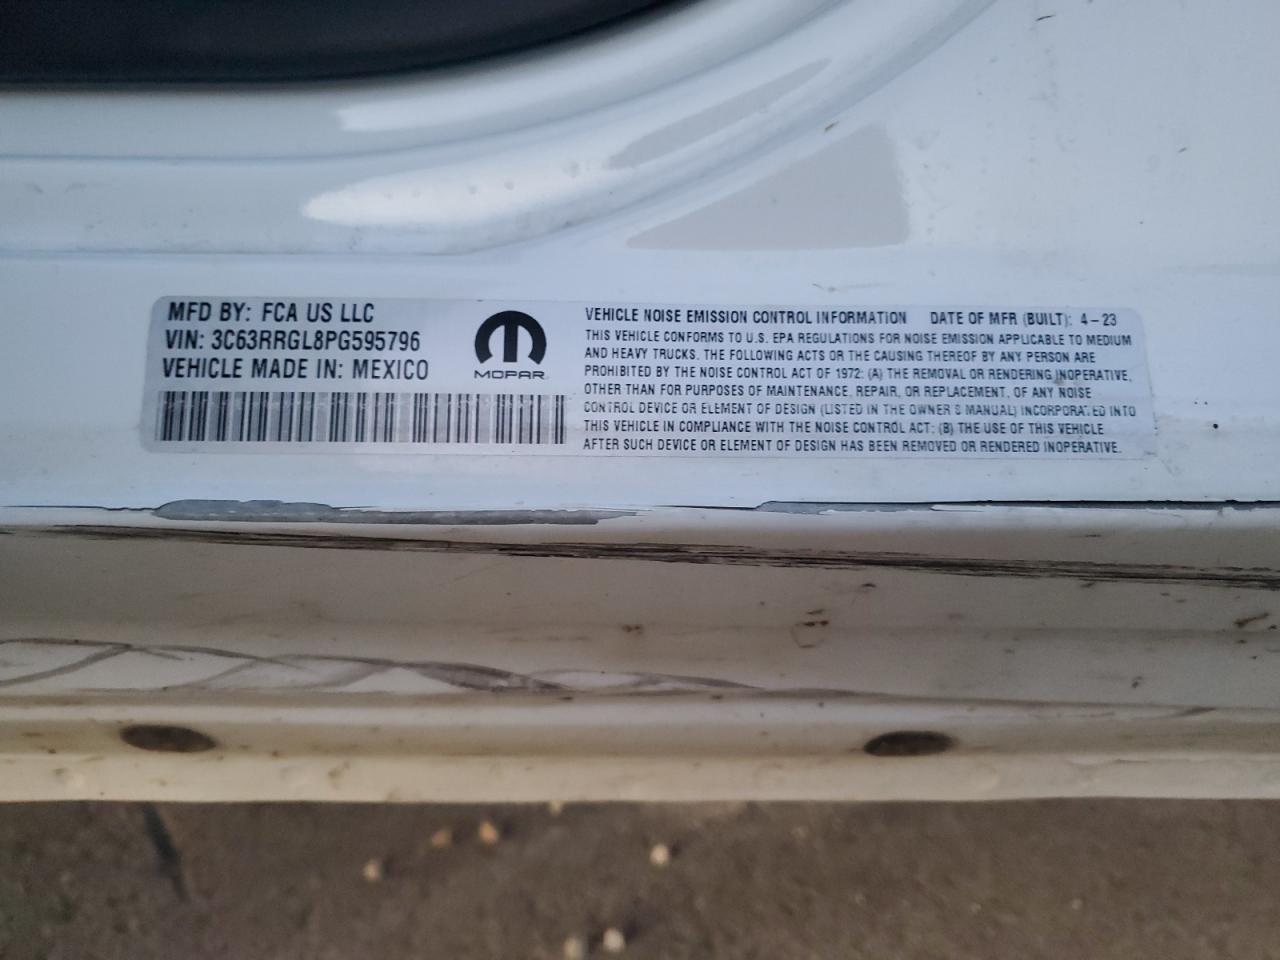 MFD BY: FCA US LLC
VIN: 3C63RRGL8PG595796
VEHICLE MADE IN: MEXICO
MOPAR
VEHICLE NOISE EMISSION CONTROL INFORMATION DATE OF MFR (BUILT): 4-23
THIS VEHICLE CONFORMS TO U.S. EPA REGULATIONS FOR NOISE EMISSION APPLICABLE TO MEDIUM
AND HEAVY TRUCKS. THE FOLLOWING ACTS OR THE CAUSING THEREOF BY ANY PERSON ARE
PROHIBITED BY THE NOISE CONTROL ACT OF 1972: (A) THE REMOVAL OR RENDERING INOPERATIVE,
OTHER THAN FOR PURPOSES OF MAINTENANCE, REPAIR, OR REPLACEMENT, OF ANY NOISE
CONTROL DEVICE OR ELEMENT OF DESIGN (LISTED IN THE OWNER'S MANUAL) INCORPORATED INTO
THIS VEHICLE IN COMPLIANCE WITH THE NOISE CONTROL ACT; (B) THE USE OF THIS VEHICLE
AFTER SUCH DEVICE OR ELEMENT OF DESIGN HAS BEEN REMOVED OR RENDERED INOPERATIVE.